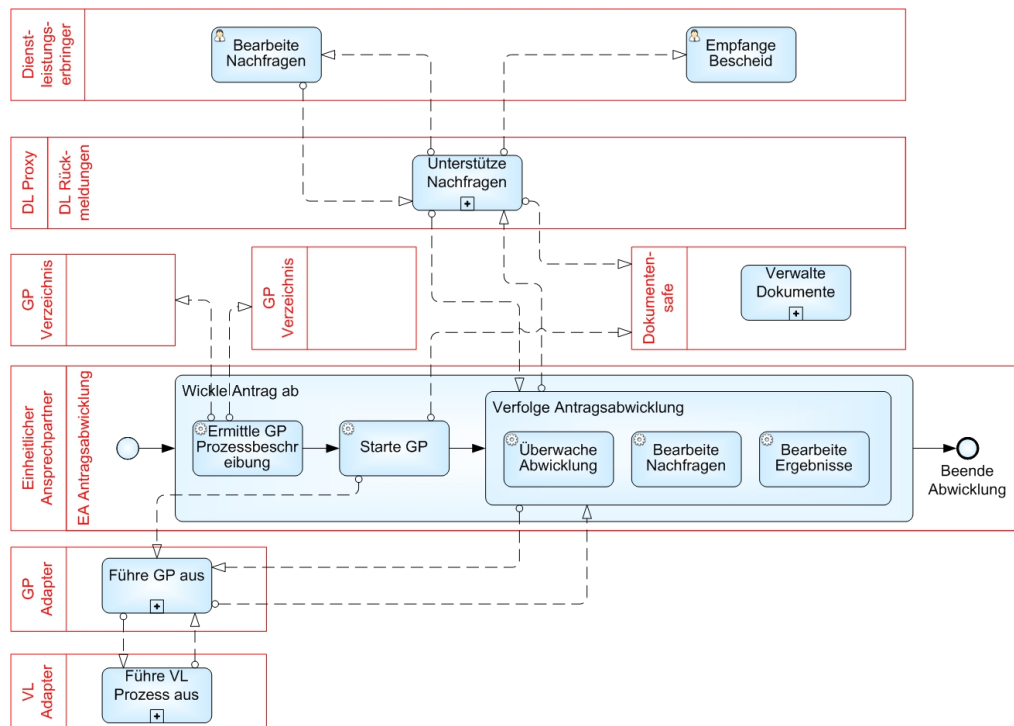 Dienst-
leistungs-
erbringer
Bearbeite
Nachfragen
Empfange
Bescheid
DL Proxy
DL Rück-
meldungen
Unterstütze
Nachfragen
GP
Verzeichnis
GP
Verzeichnis
Dokumenten-
safe
Verwalte
Dokumente
Einheitlicher
Ansprechpartner
EA Antragsabwicklung
Wickle Antrag ab
Ermittle GP
Prozessbeschr
eibung
Starte GP
Verfolge Antragsabwicklung
Überwache
Abwicklung
Bearbeite
Nachfragen
Bearbeite
Ergebnisse
Beende
Abwicklung
GP
Adapter
Führe GP aus
VL
Adapter
Führe VL
Prozess aus